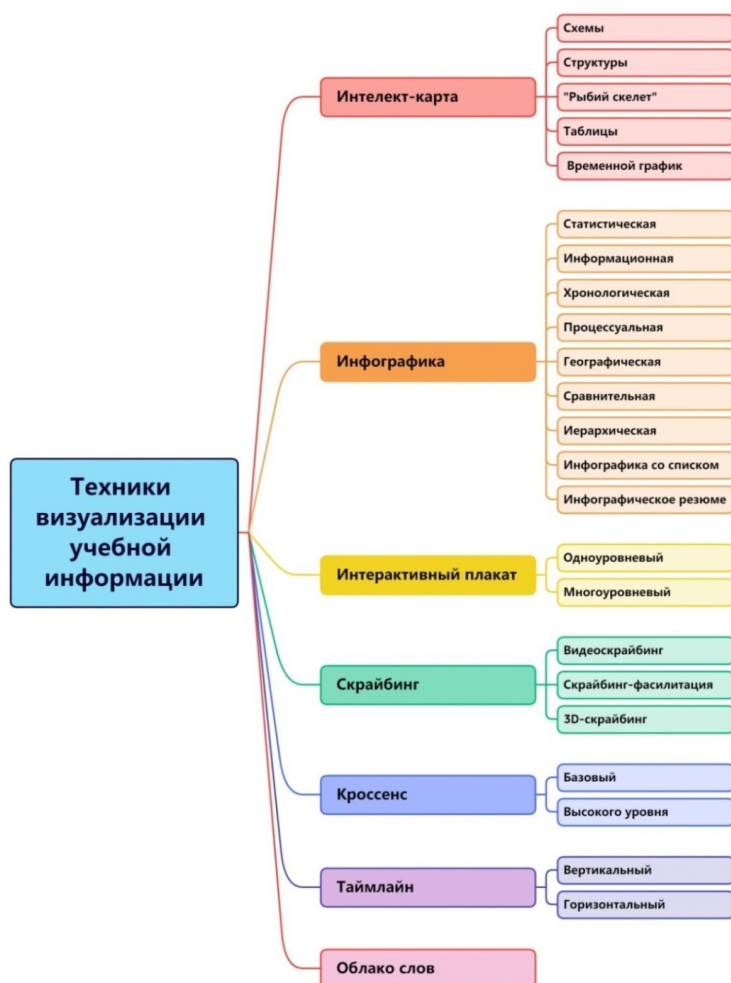 Техники
визуализации
учебной
информации
Интелект-карта
Схемы
Структуры
"Рыбий скелет"
Таблицы
Временной график
Инфографика
Статистическая
Информационная
Хронологическая
Процессуальная
Географическая
Сравнительная
Иерархическая
Инфографика со списком
Инфографическое резюме
Интерактивный плакат
Одноуровневый
Многоуровневый
Скрайбинг
Видеоскрайбинг
Скрайбинг-фасилитация
3D-скрайбинг
Кроссенс
Базовый
Высокого уровня
Таймлайн
Вертикальный
Горизонтальный
Облако слов